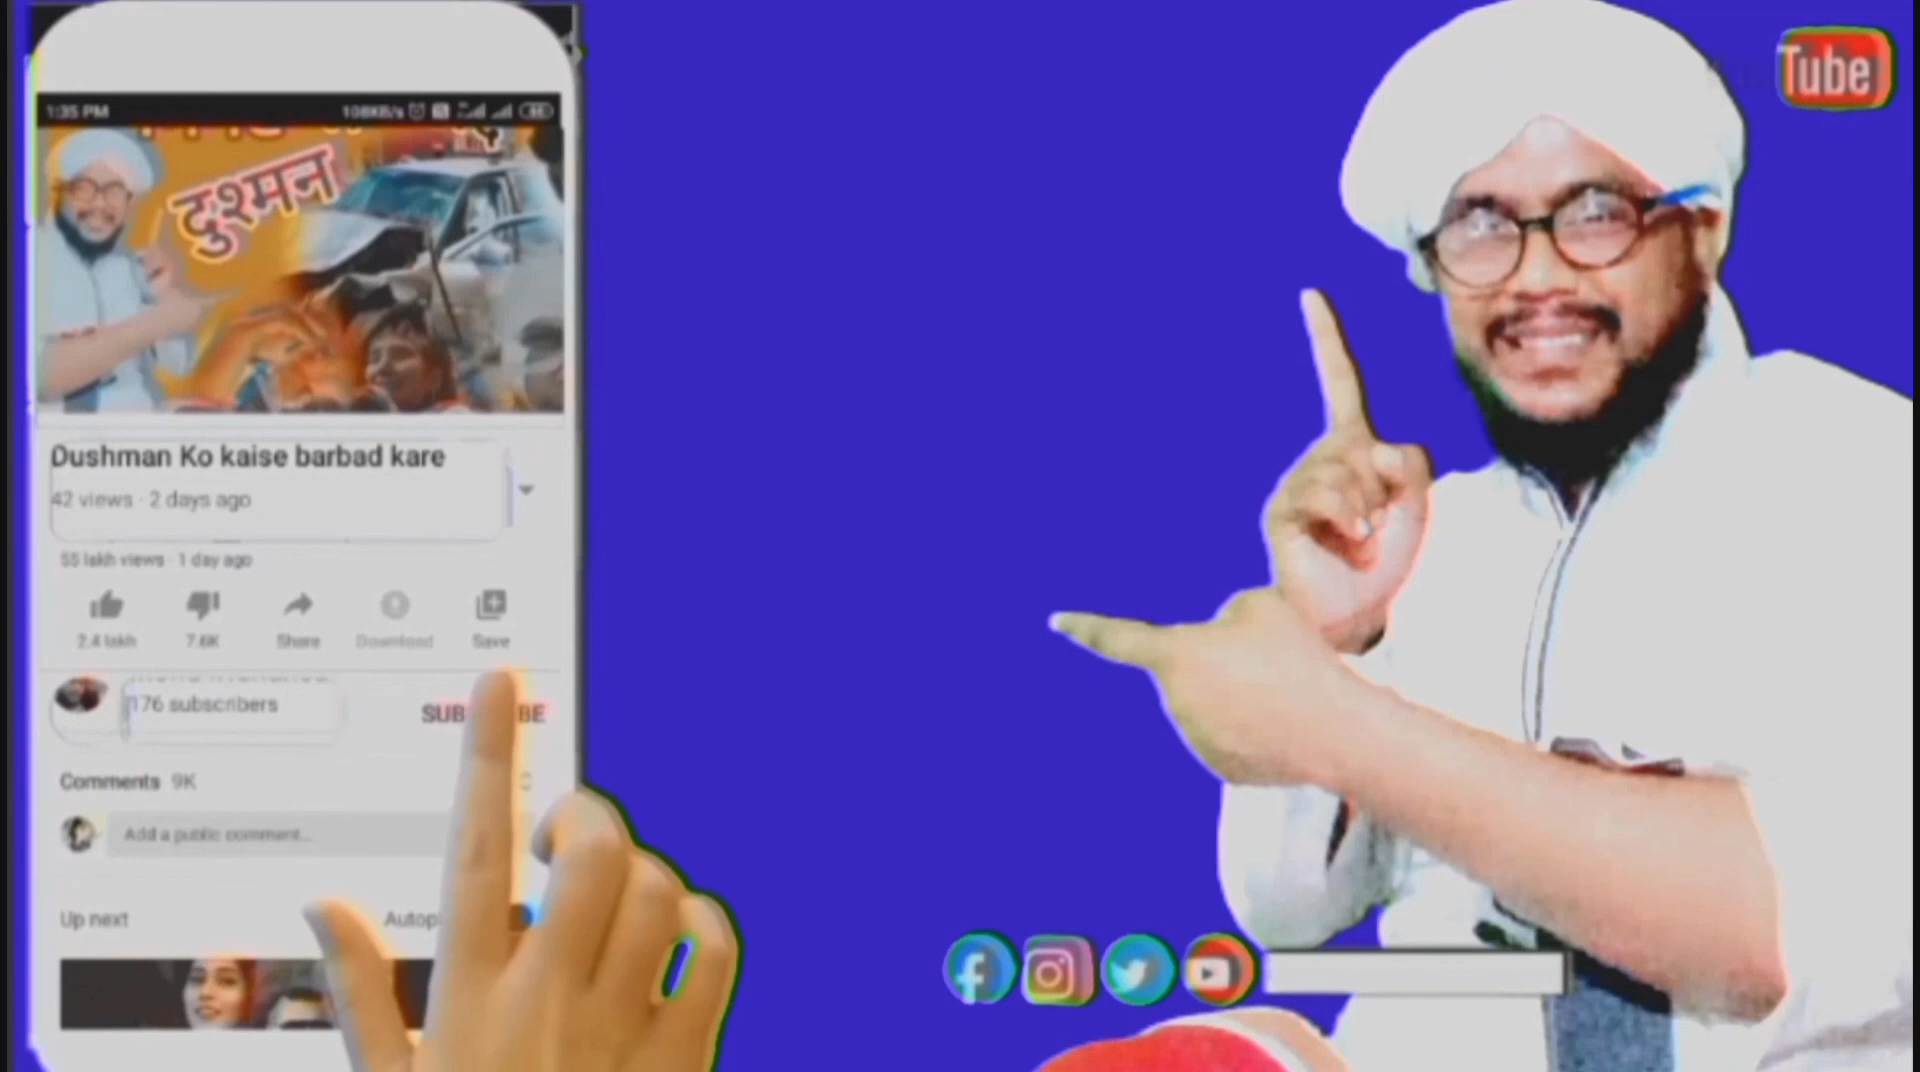 Tube
1:35 PM 108KB/s
दुश्मन
Dushman Ko kaise barbad kare
42 views · 2 days ago
55 lakh views · 1 day ago
2.4 lakh 7.6K Share Download Save
176 subscribers
Comments 9K
Add a public comment...
Up next